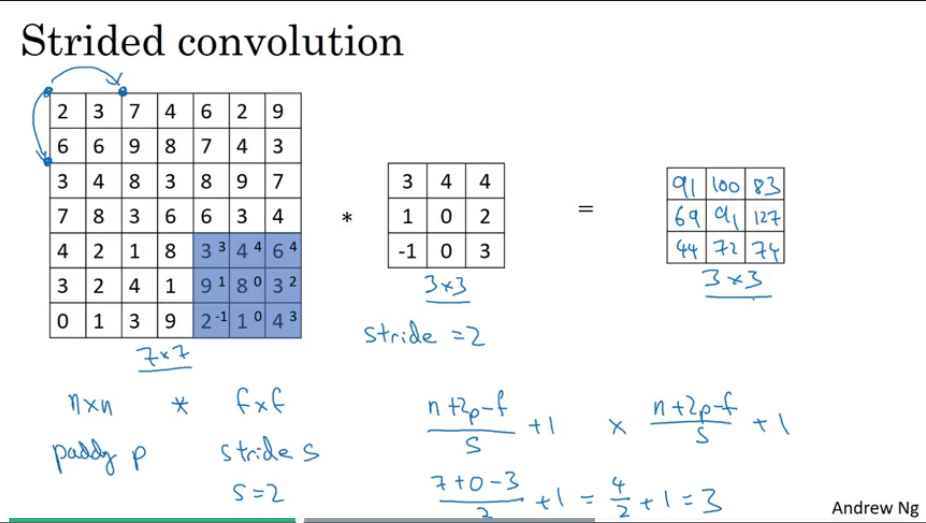 Strided convolution
2 3 7 4 6 2 9
6 6 9 8 7 4 3
3 4 8 3 8 9 7
7 8 3 6 6 3 4
4 2 1 8 3 3 4 4 6 4
3 2 4 1 9 1 8 0 3 2
0 1 3 9 2 -1 1 0 4 3
7×7
*
3 4 4
1 0 2
-1 0 3
3×3
stride =2
=
91 100 83
69 91 127
44 72 74
3×3
n×n * f×f
padding p stride s
s=2
n+2p-f
s
+1 × n+2p-f
s
+1
7+0-3
2
+1 = 4
2
+1 = 3
Andrew Ng